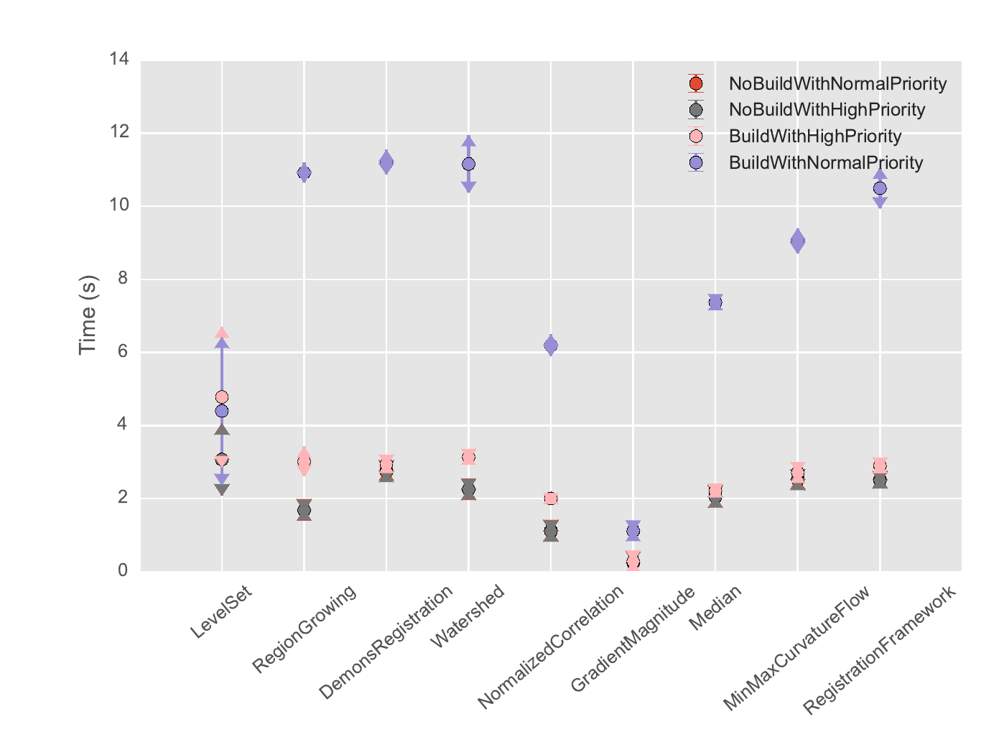 14
12
10
8
6
4
2
0
Time (s)
NoBuildWithNormalPriority
NoBuildWithHighPriority
BuildWithHighPriority
BuildWithNormalPriority
LevelSet
RegionGrowing
DemonsRegistration
Watershed
NormalizedCorrelation
GradientMagnitude
Median
MinMaxCurvatureFlow
RegistrationFramework